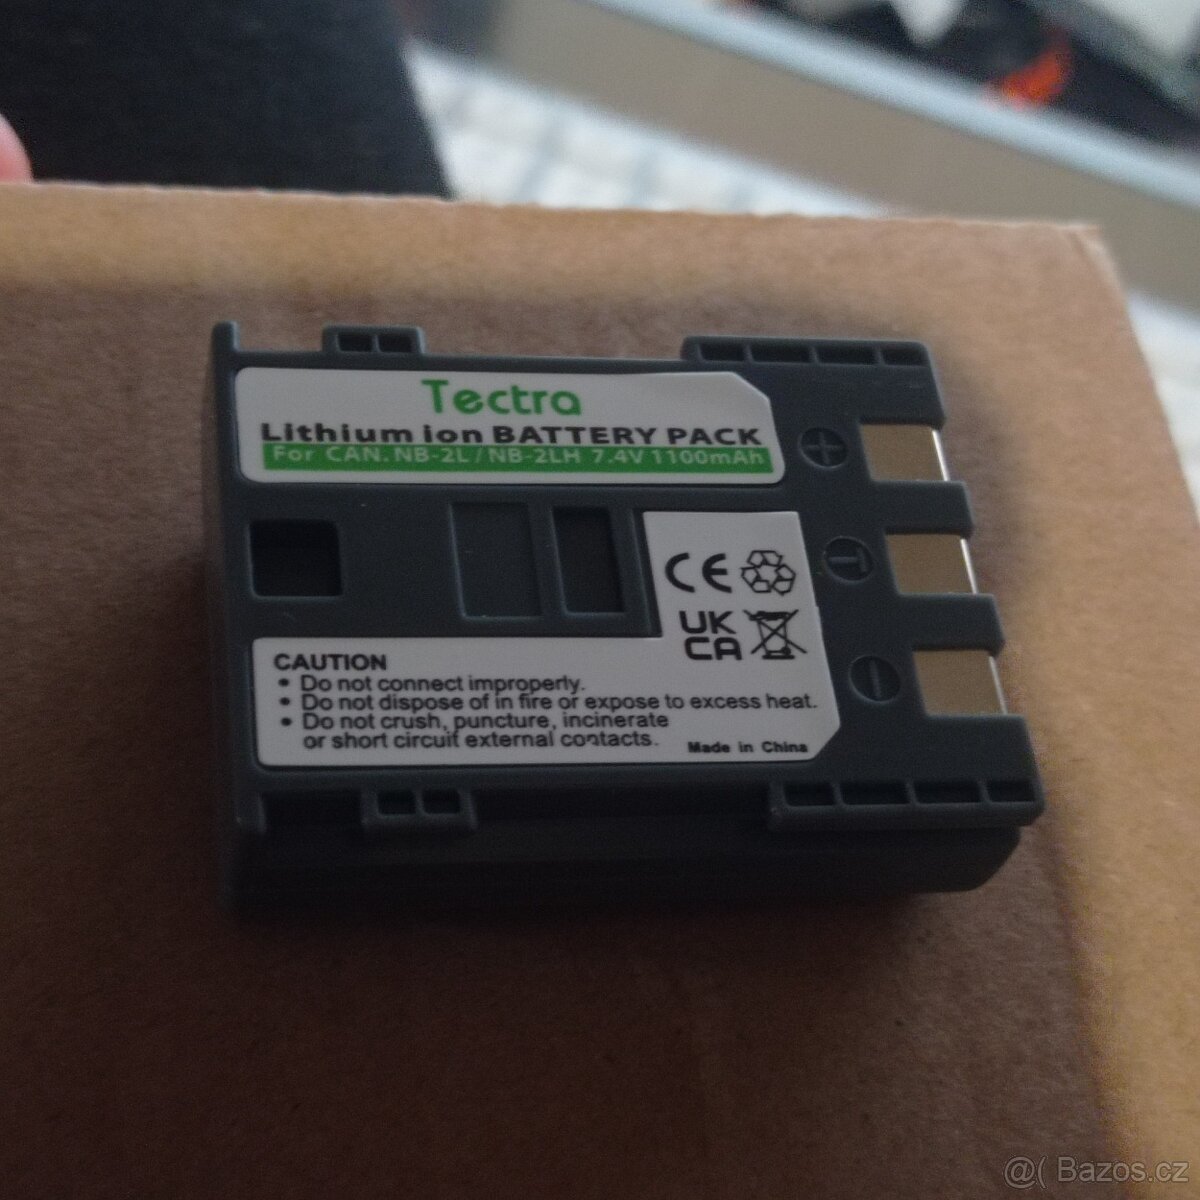 Tectra
Lithium ion BATTERY PACK
For CAN. NB-2L / NB-2LH 7.4V 1100mAh
+
T
−
CE
UK
CA
CAUTION
• Do not connect improperly.
• Do not dispose of in fire or expose to excess heat.
• Do not crush, puncture, incinerate
or short circuit external contacts.
Made in China
@( Bazos.cz